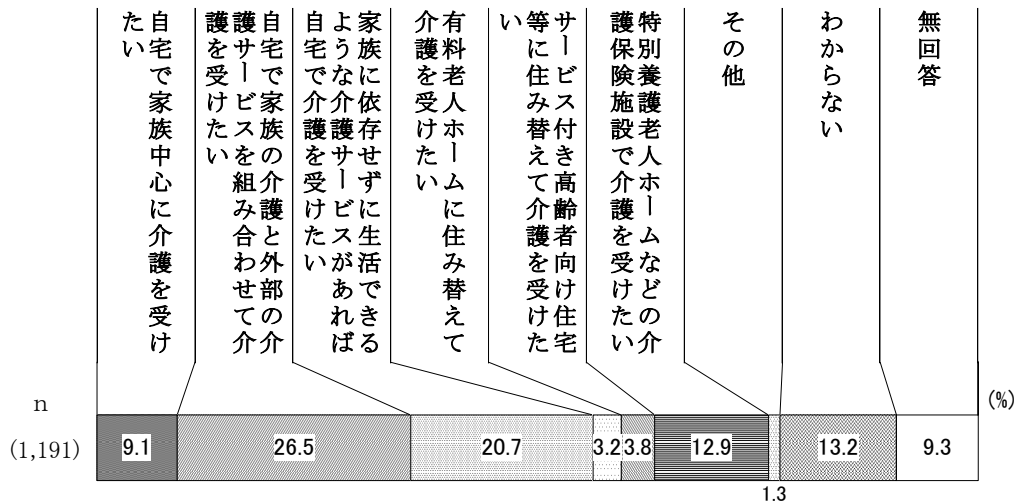 自宅で家族中心に介護を受け
たい
自宅で家族の介護と外部の介
護サービスを組み合わせて介
護を受けたい
家族に依存せずに生活できる
ような介護サービスがあれば
自宅で介護を受けたい
有料老人ホームに住み替えて
介護を受けたい
サービス付き高齢者向け住宅
等に住み替えて介護を受けた
い
特別養護老人ホームなどの介
護保険施設で介護を受けたい
その他
わからない
無回答
(%)
n
(1,191)
9.1
26.5
20.7
3.2
3.8
12.9
1.3
13.2
9.3